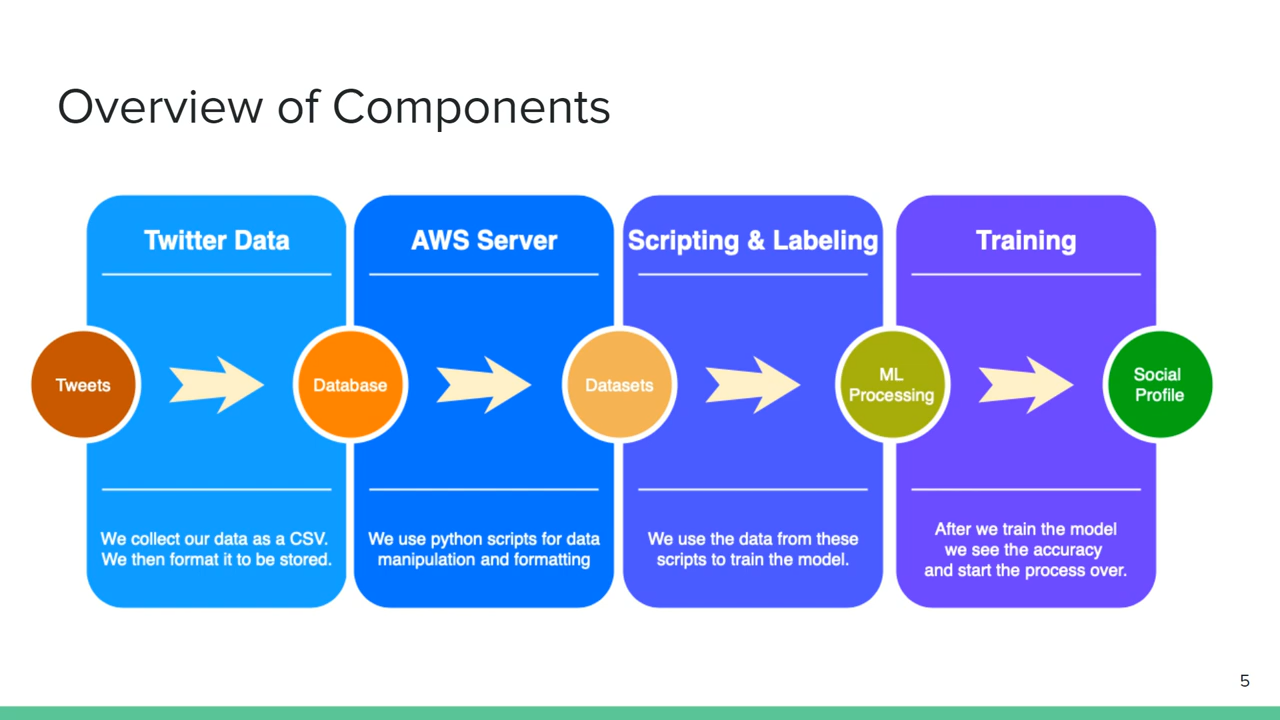 Overview of Components
Twitter Data
AWS Server
Scripting & Labeling
Training
Tweets
Database
Datasets
ML
Processing
Social
Profile
We collect our data as a CSV.
We then format it to be stored.
We use python scripts for data
manipulation and formatting
We use the data from these
scripts to train the model.
After we train the model
we see the accuracy
and start the process over.
5